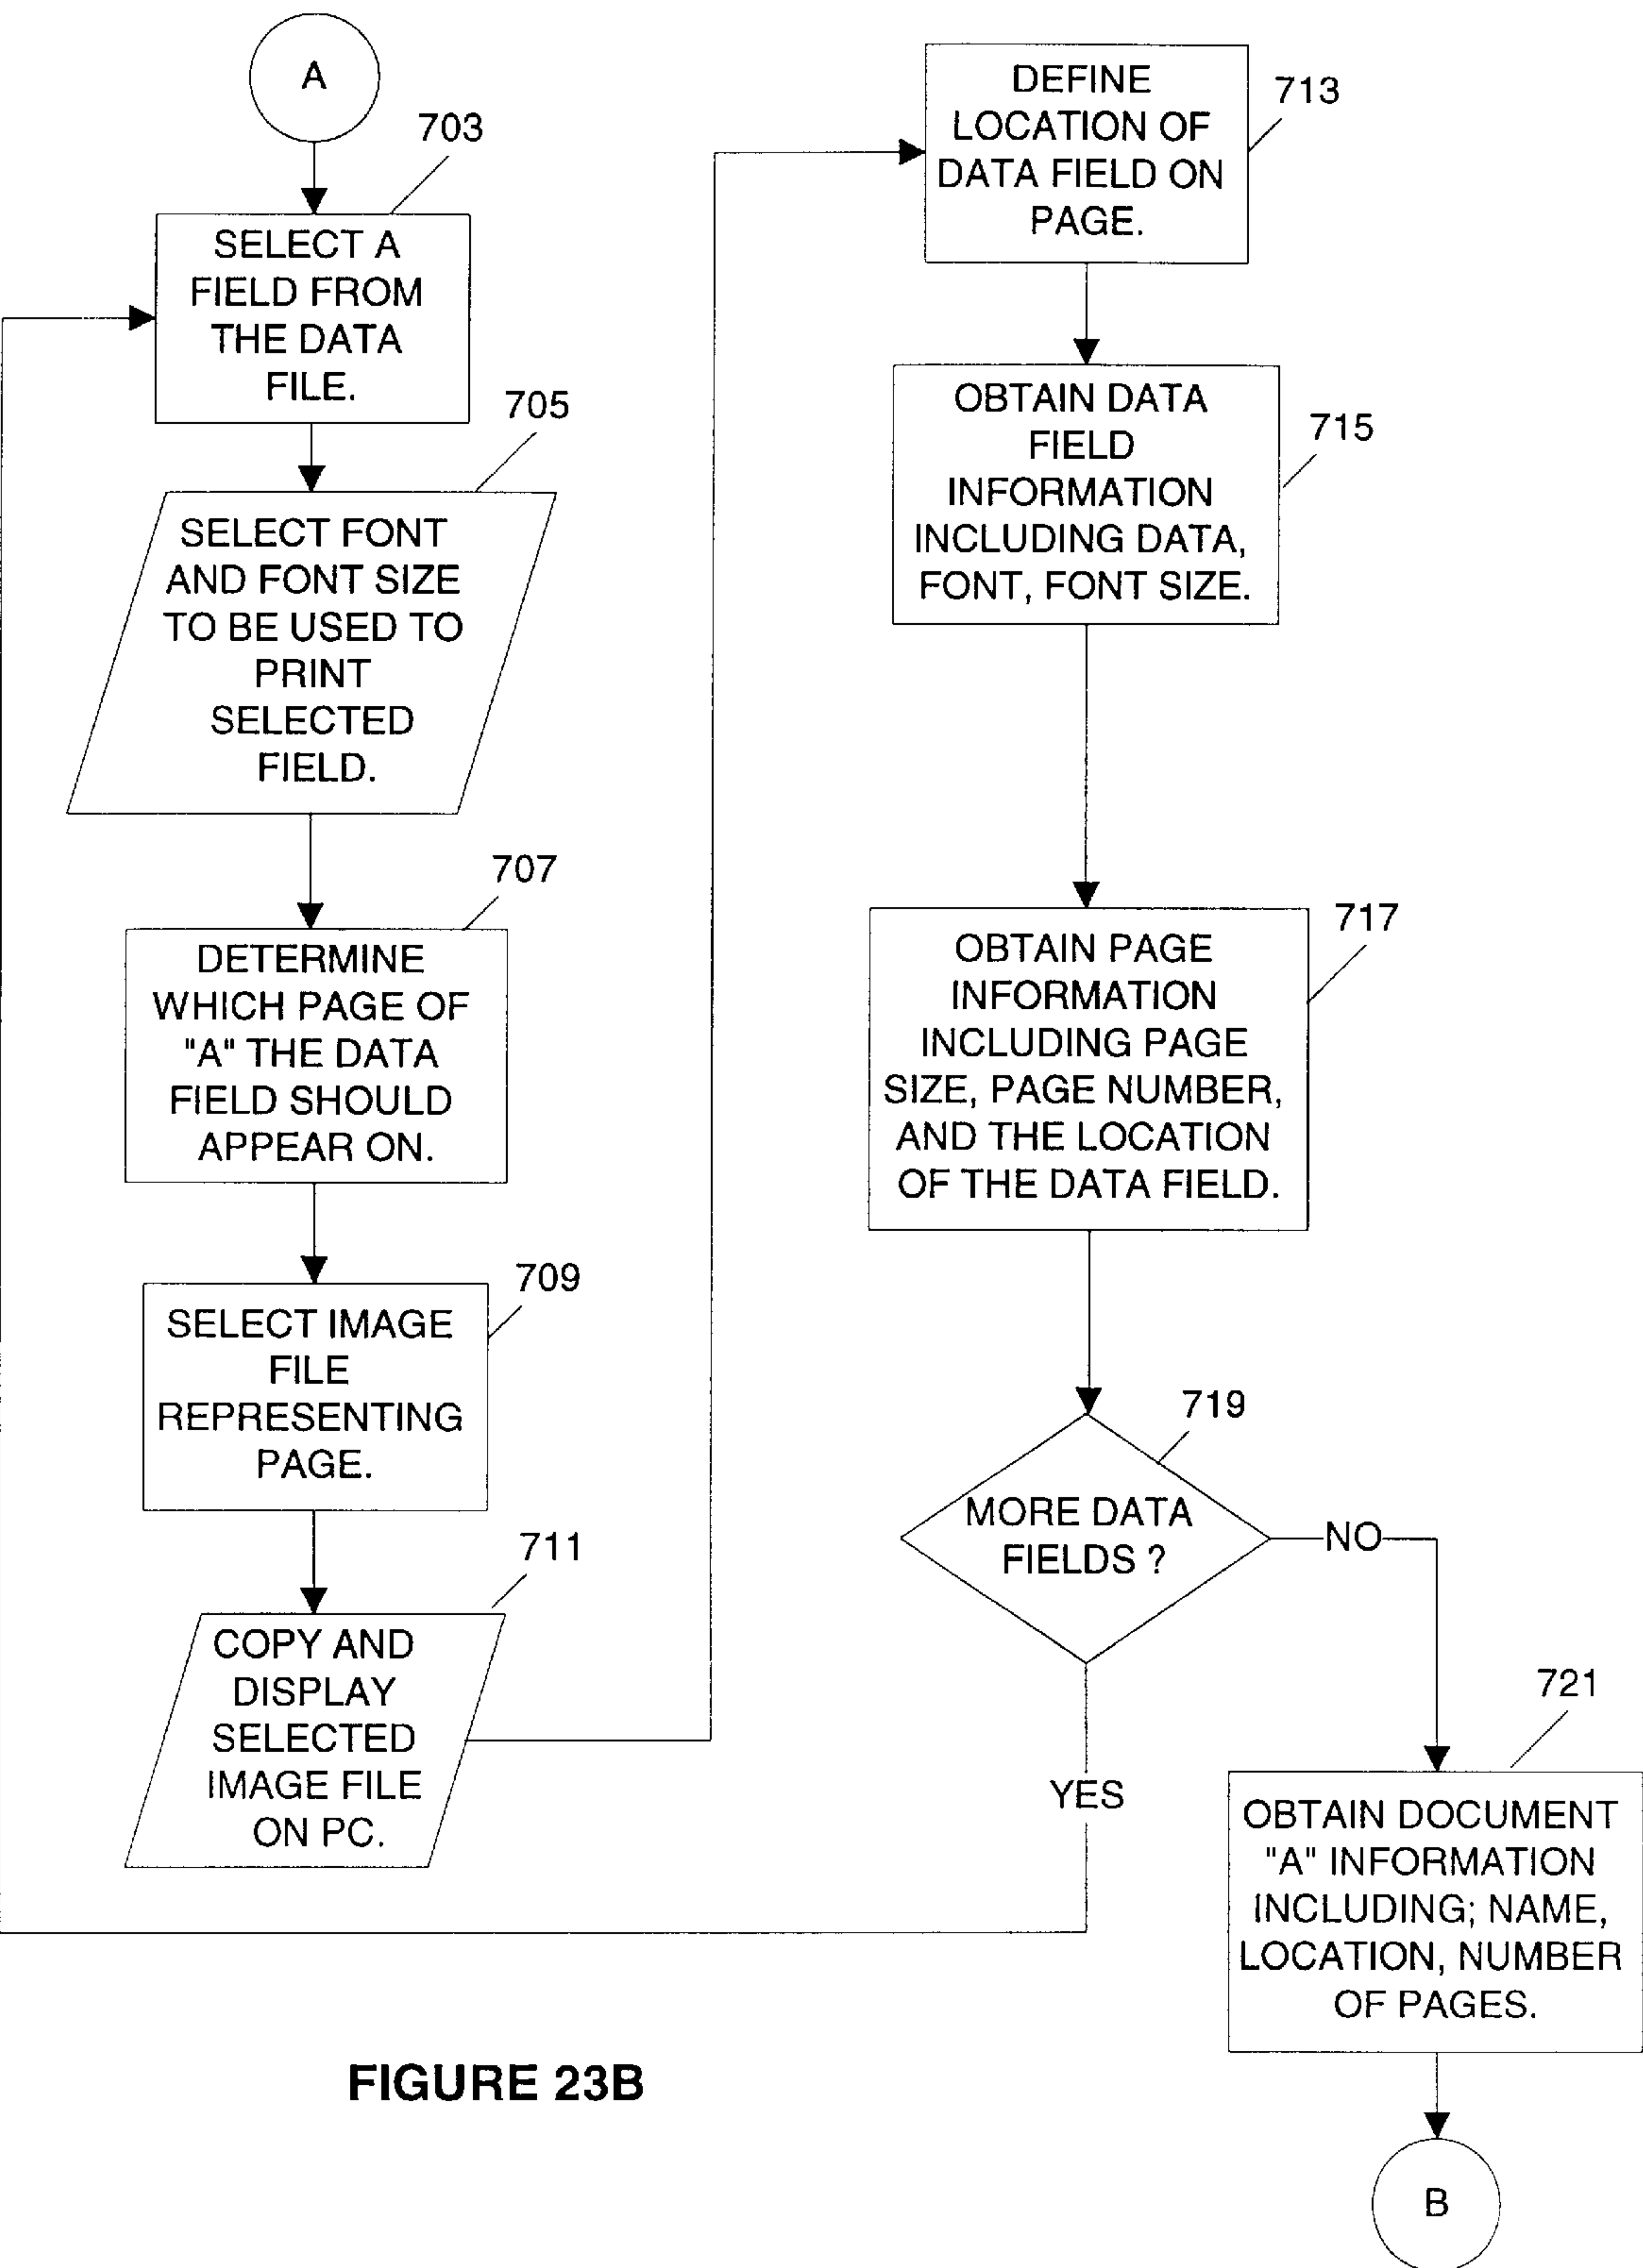 A
703
SELECT A
FIELD FROM
THE DATA
FILE.
705
SELECT FONT
AND FONT SIZE
TO BE USED TO
PRINT
SELECTED
FIELD.
707
DETERMINE
WHICH PAGE OF
"A" THE DATA
FIELD SHOULD
APPEAR ON.
709
SELECT IMAGE
FILE
REPRESENTING
PAGE.
711
COPY AND
DISPLAY
SELECTED
IMAGE FILE
ON PC.
713
DEFINE
LOCATION OF
DATA FIELD ON
PAGE.
715
OBTAIN DATA
FIELD
INFORMATION
INCLUDING DATA,
FONT, FONT SIZE.
717
OBTAIN PAGE
INFORMATION
INCLUDING PAGE
SIZE, PAGE NUMBER,
AND THE LOCATION
OF THE DATA FIELD.
719
MORE DATA
FIELDS ?
NO
YES
721
OBTAIN DOCUMENT
"A" INFORMATION
INCLUDING; NAME,
LOCATION, NUMBER
OF PAGES.
B
FIGURE 23B